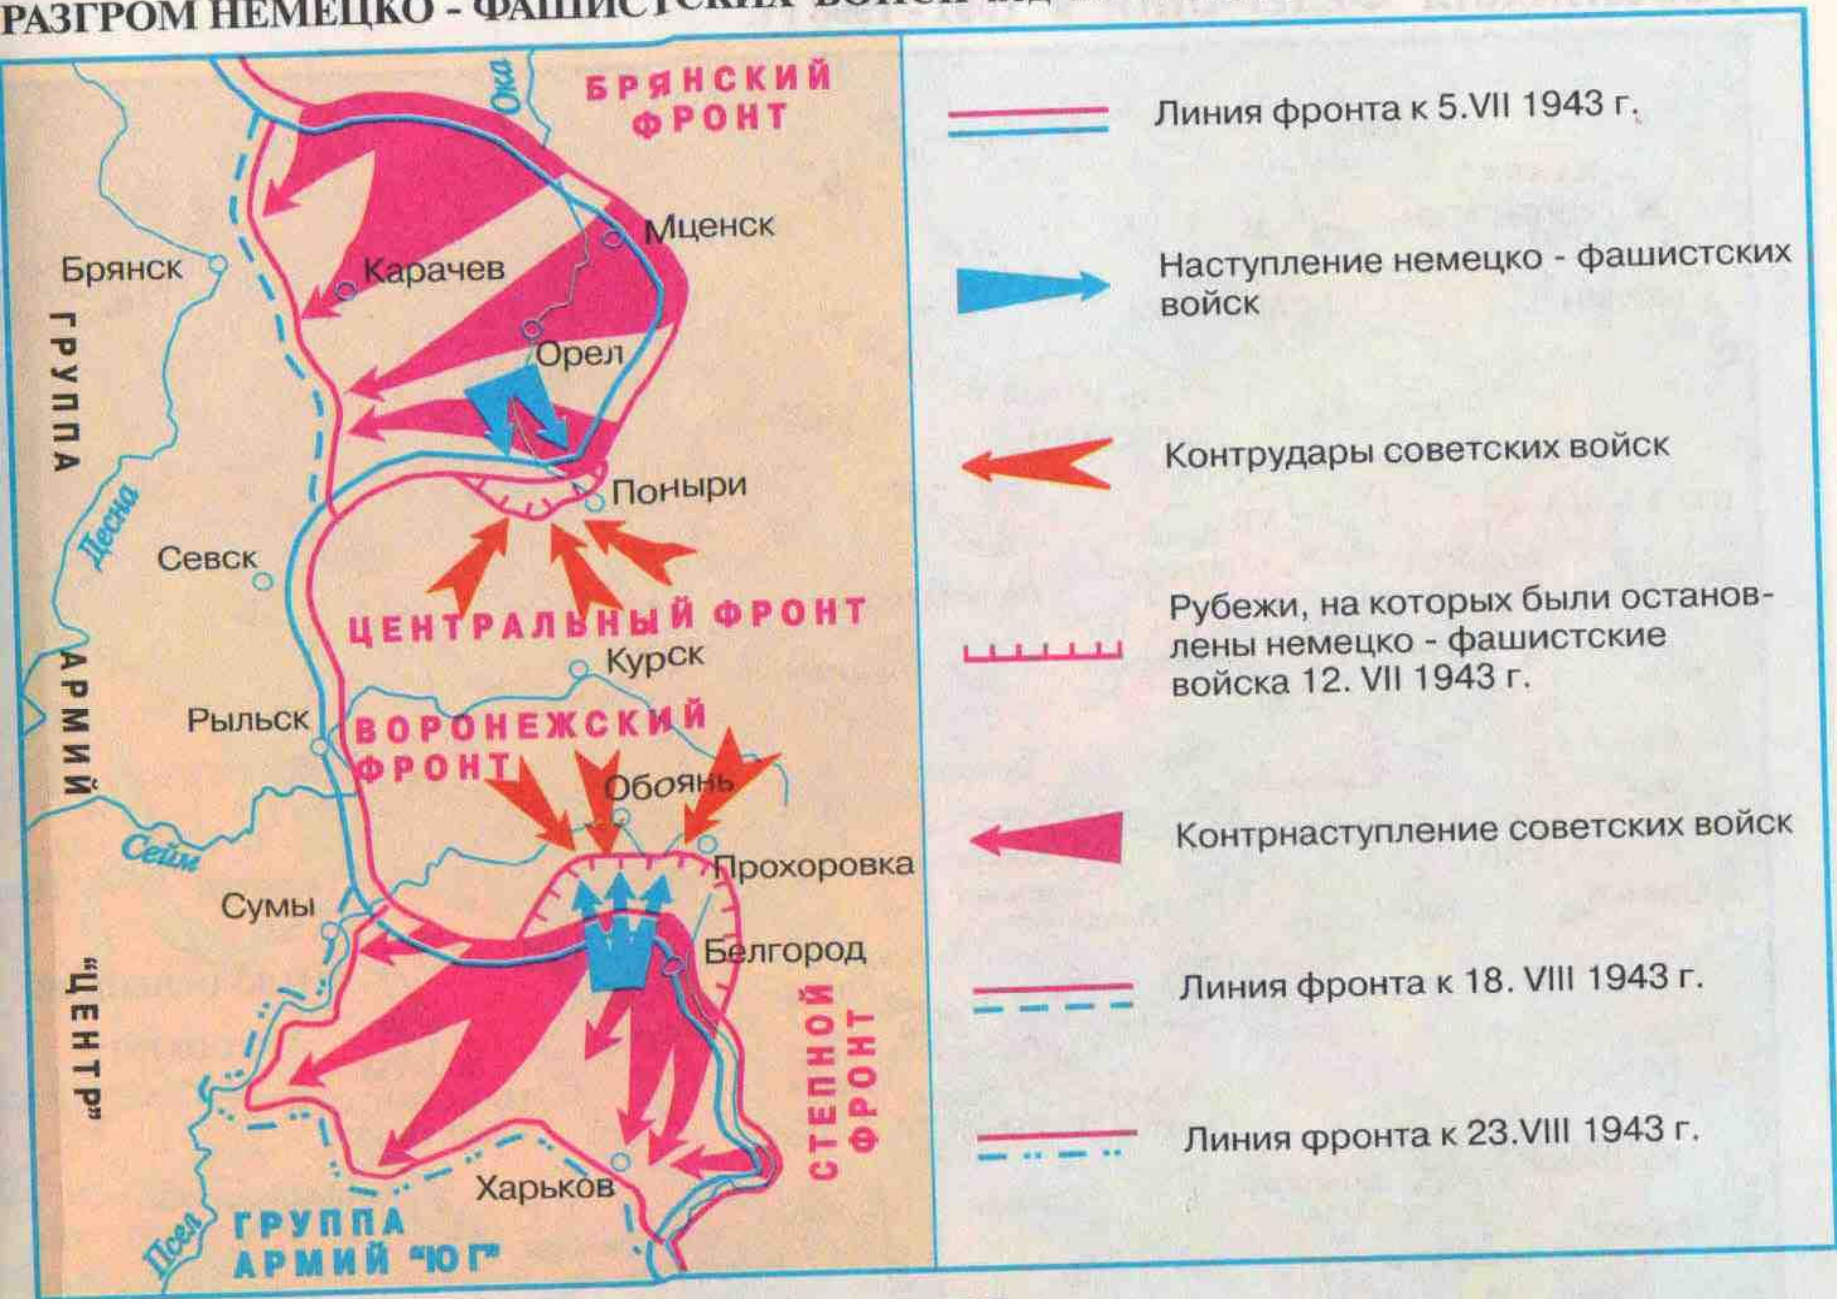 РАЗГРОМ НЕМЕЦКО - ФАШИСТСКИХ ВОЙСК
БРЯНСКИЙ
ФРОНТ
Ока
Мценск
Брянск
Карачев
Орел
Поныри
ГРУППА
АРМИЙ
"ЦЕНТР"
Десна
Севск
ЦЕНТРАЛЬНЫЙ ФРОНТ
Курск
Рыльск
ВОРОНЕЖСКИЙ
ФРОНТ
Обоянь
Сейм
Прохоровка
Сумы
Белгород
СТЕПНОЙ
ФРОНТ
Харьков
Псел
ГРУППА
АРМИЙ "ЮГ"
Линия фронта к 5.VII 1943 г.
Наступление немецко - фашистских
войск
Контрудары советских войск
Рубежи, на которых были останов-
лены немецко - фашистские
войска 12. VII 1943 г.
Контрнаступление советских войск
Линия фронта к 18. VIII 1943 г.
Линия фронта к 23.VIII 1943 г.